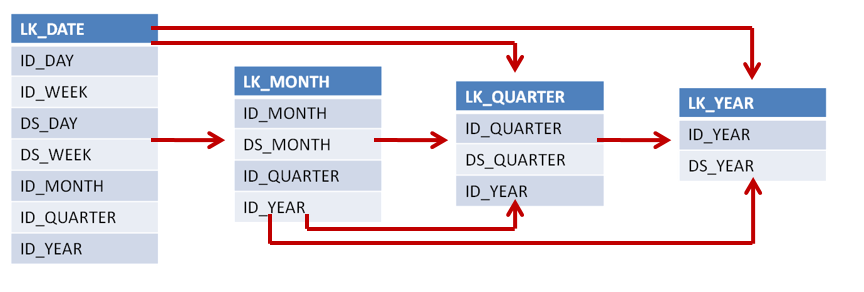 LK_DATE
ID_DAY
ID_WEEK
DS_DAY
DS_WEEK
ID_MONTH
ID_QUARTER
ID_YEAR
LK_MONTH
ID_MONTH
DS_MONTH
ID_QUARTER
ID_YEAR
LK_QUARTER
ID_QUARTER
DS_QUARTER
ID_YEAR
LK_YEAR
ID_YEAR
DS_YEAR